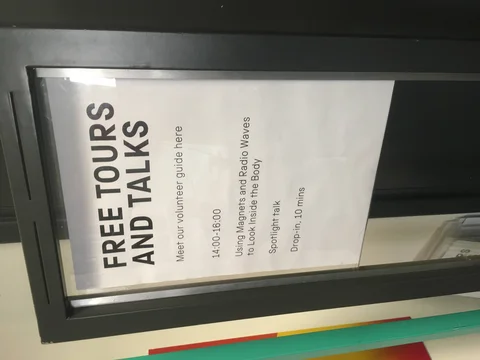 FREE TOURS
AND TALKS
Meet our volunteer guide here
14:00-16:00
Using Magnets and Radio Waves
to Look Inside the Body
Spotlight talk
Drop-in, 10 mins